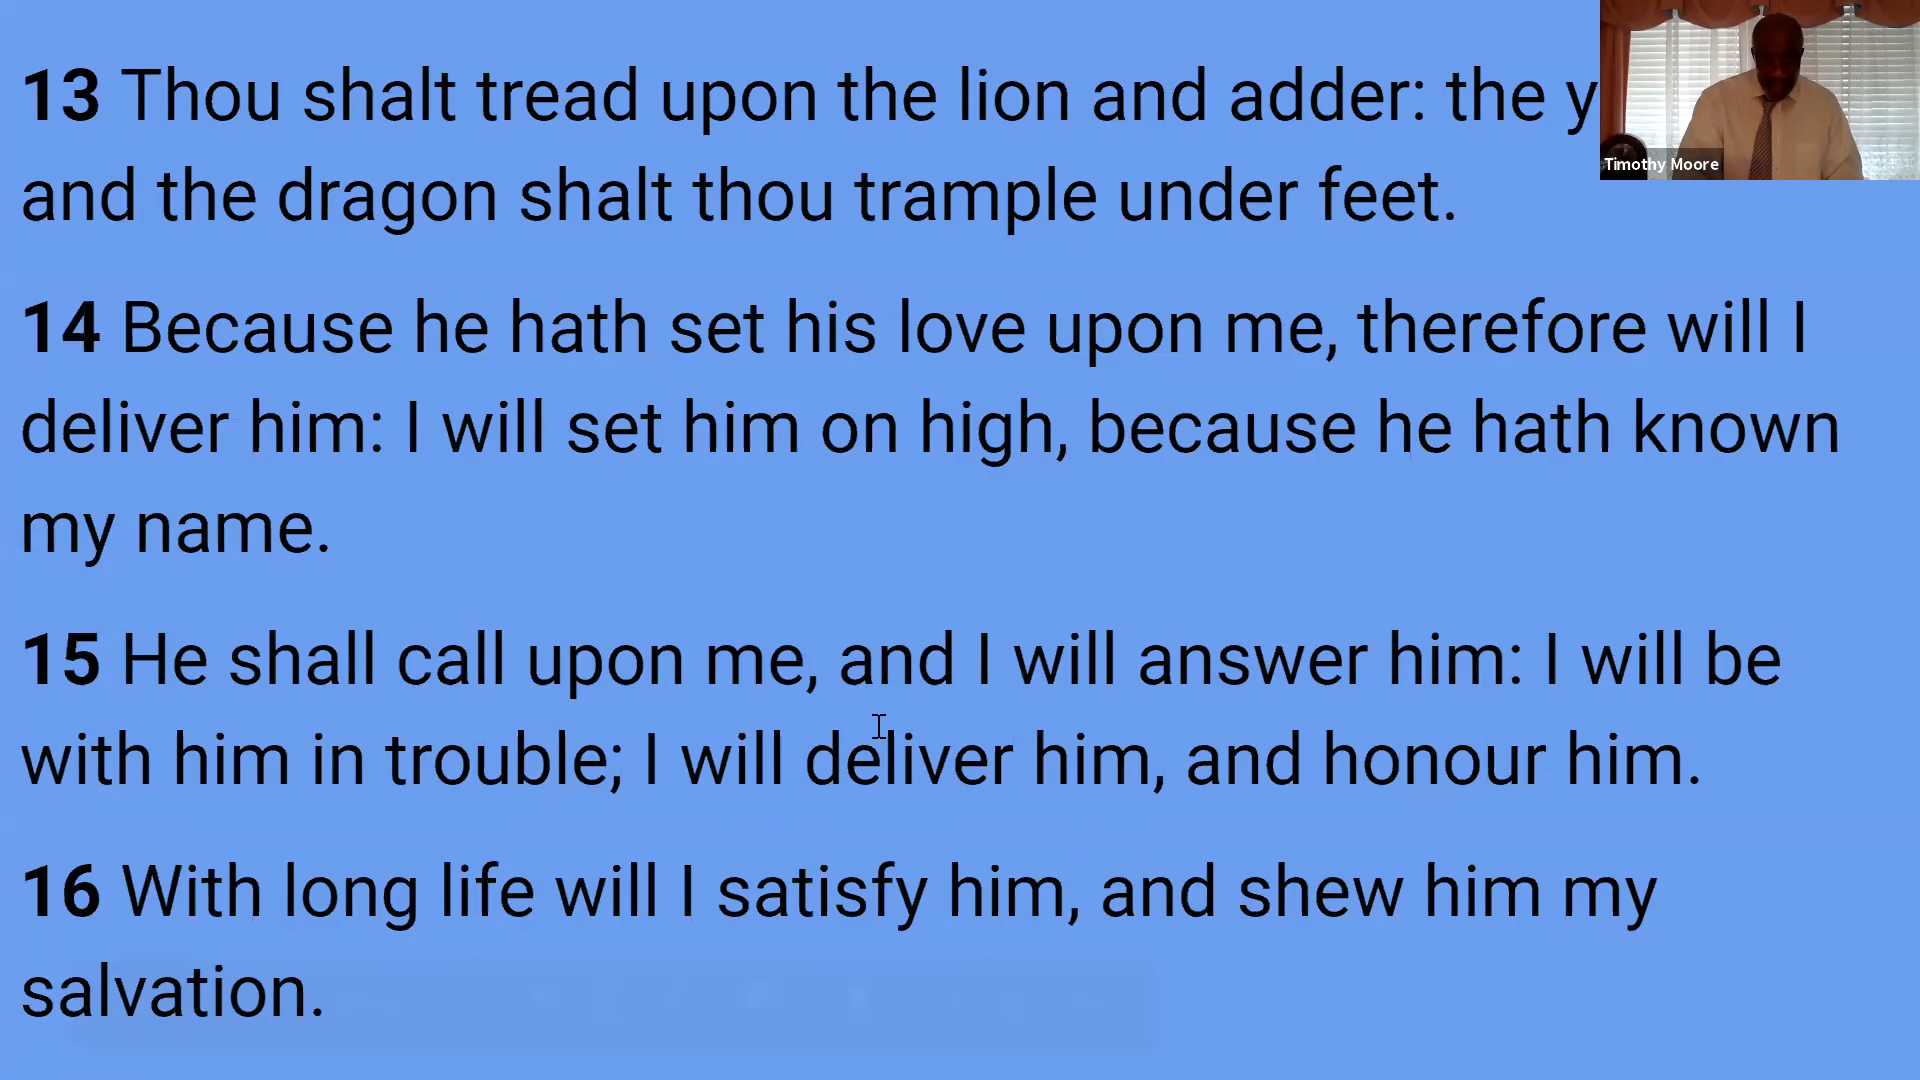 13 Thou shalt tread upon the lion and adder: the
and the dragon shalt thou trample under feet.
14 Because he hath set his love upon me, therefore will I
deliver him: I will set him on high, because he hath known
my name.
15 He shall call upon me, and I will answer him: I will be
with him in trouble; I will deliver him, and honour him.
16 With long life will I satisfy him, and shew him my
salvation.
Timothy Moore